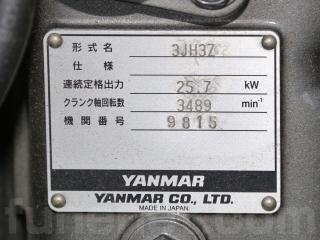 形式名 3JH3Z
仕様
連続定格出力 25.7 kW
クランク軸回転数 3489 min⁻¹
機関番号 9815
YANMAR
YANMAR CO., LTD.
MADE IN JAPAN